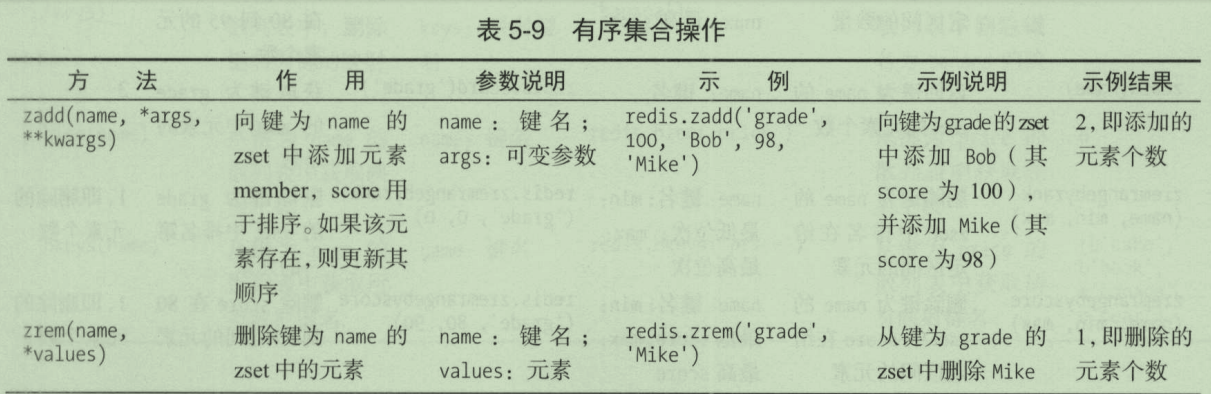 表 5-9 有序集合操作
方 法 作 用 参数说明 示 例 示例说明 示例结果
zadd(name, *args, **kwargs)
向键为 name 的
zset 中添加元素
member, score 用
于排序。如果该元
素存在,则更新其
顺序
name: 键名;
args: 可变参数
redis.zadd('grade',
100, 'Bob', 98,
'Mike')
向键为grade的zset
中添加 Bob(其
score 为 100),
并添加 Mike(其
score 为 98)
2, 即添加的
元素个数
zrem(name,
*values)
删除键为 name 的
zset 中的元素
name: 键名;
values: 元素
redis.zrem('grade',
'Mike')
从键为 grade 的
zset 中删除 Mike
1, 即删除的
元素个数